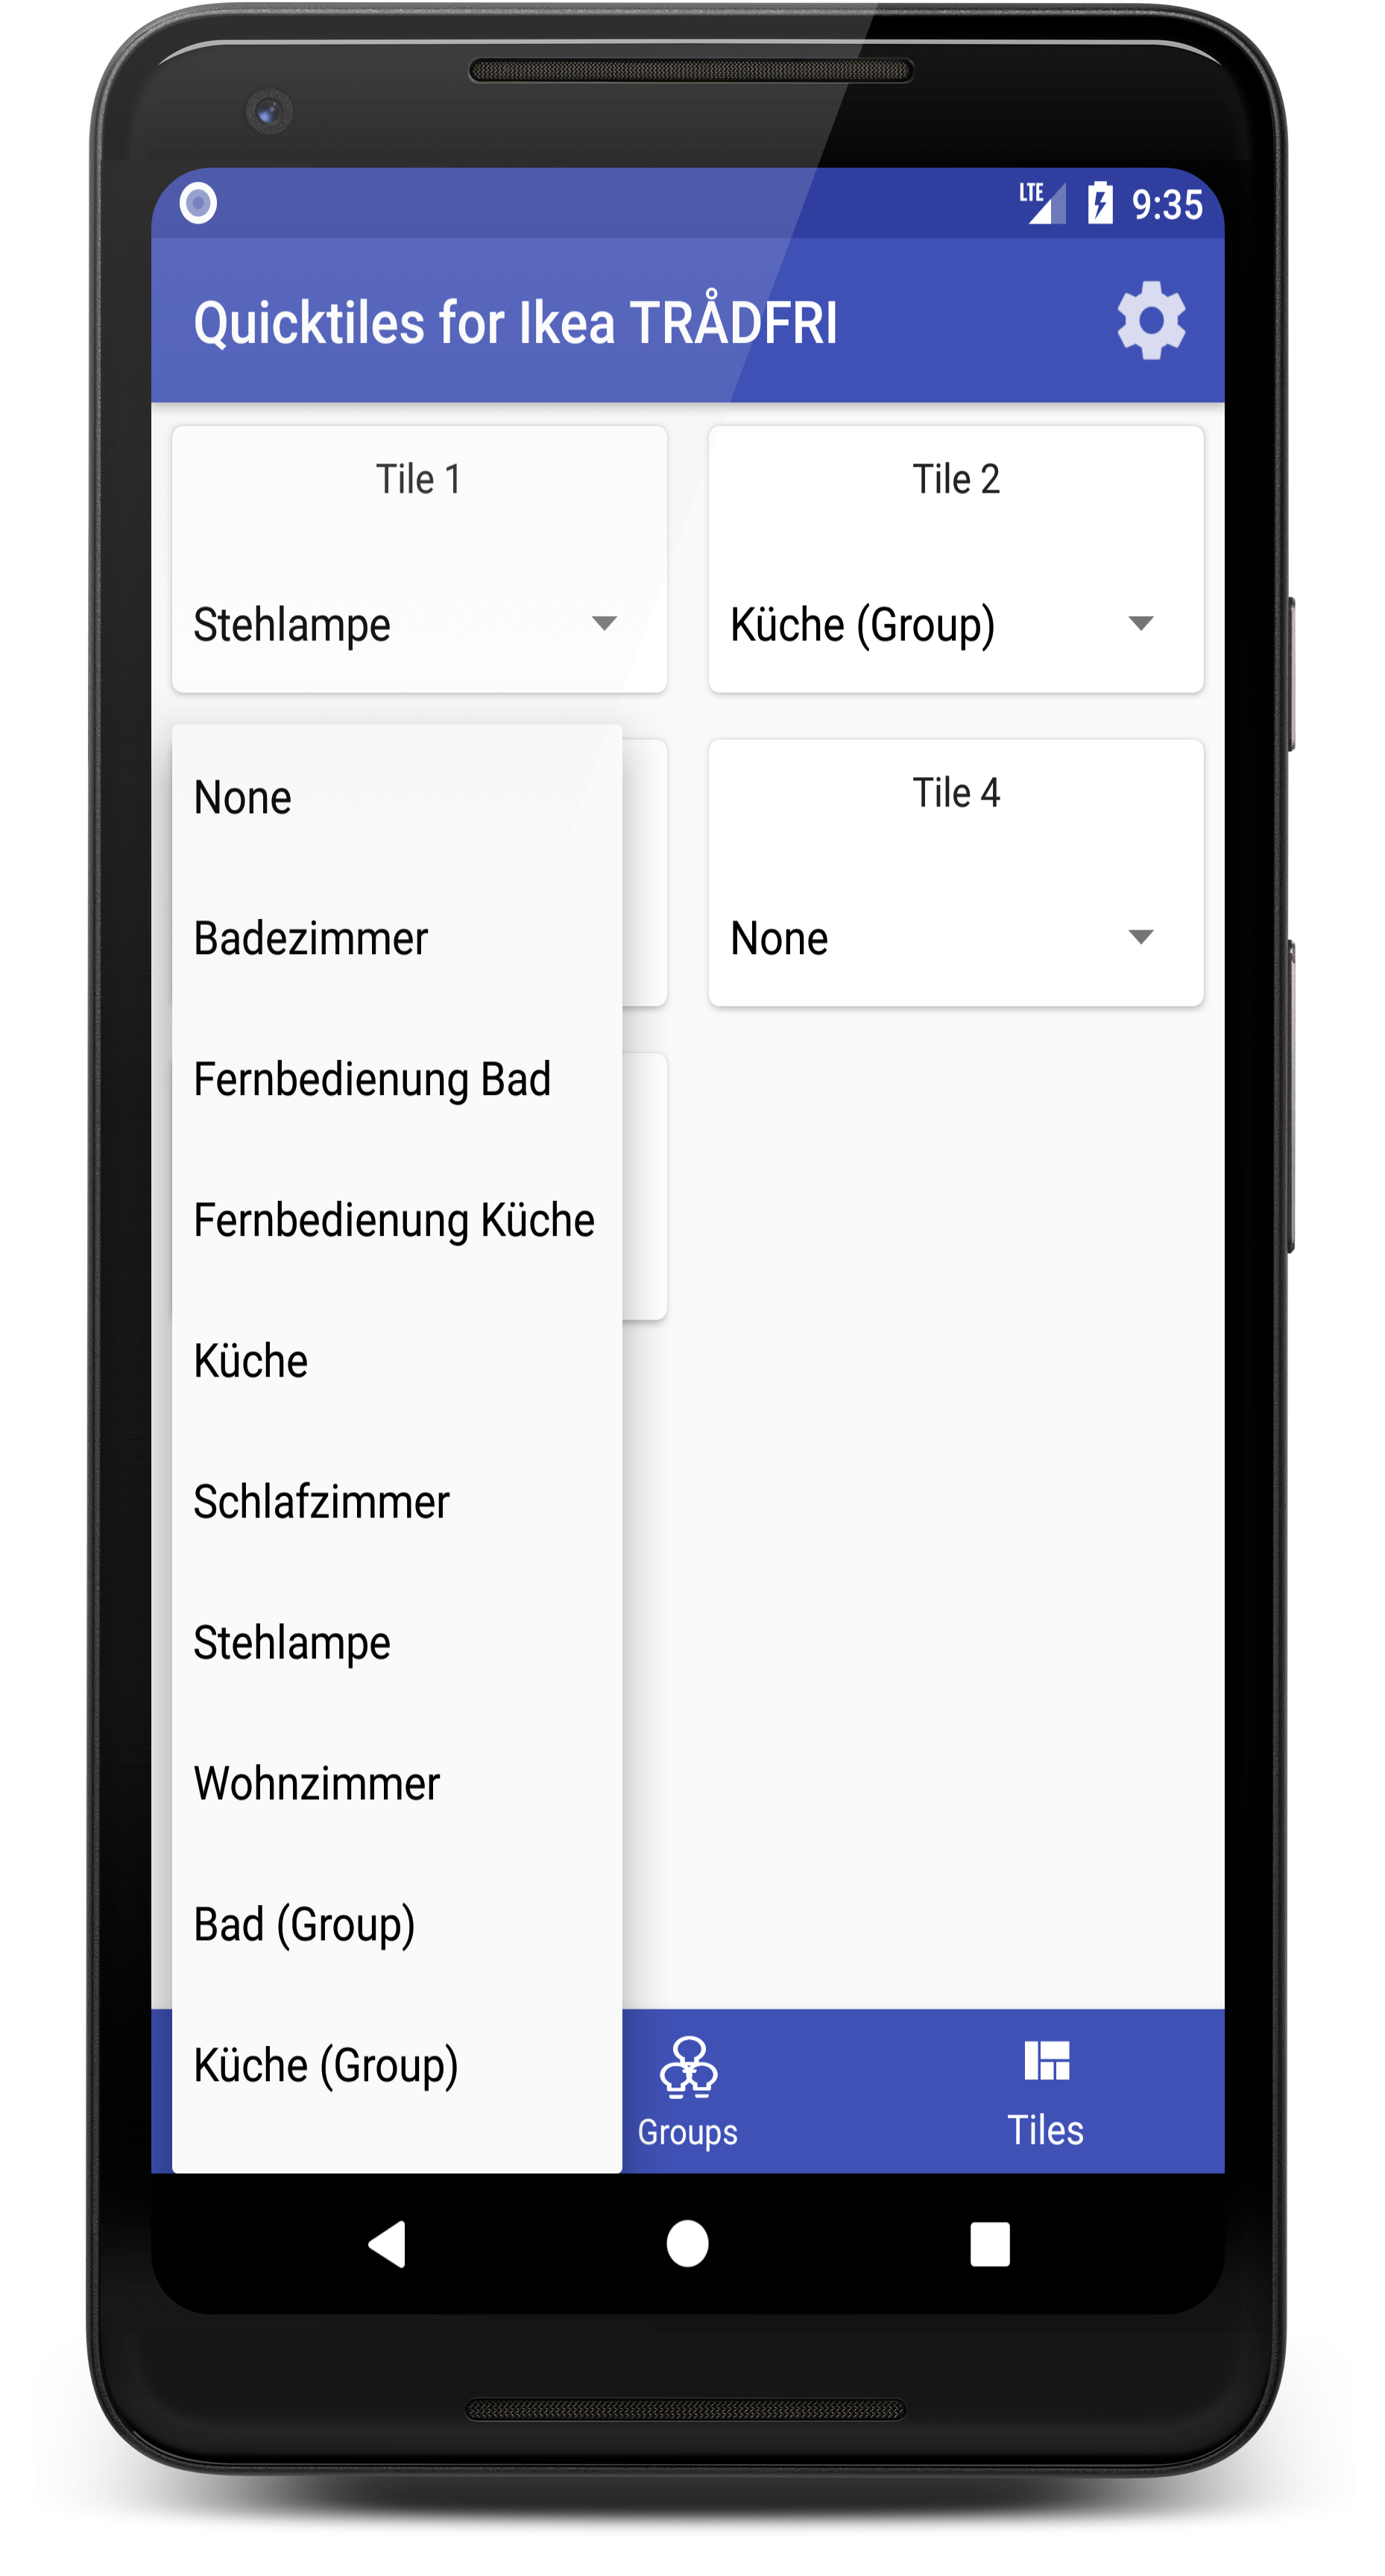 LTE 9:35
Quicktiles for Ikea TRÅDFRI
Tile 1
Tile 2
Stehlampe
Küche (Group)
None
Badezimmer
Fernbedienung Bad
Fernbedienung Küche
Küche
Schlafzimmer
Stehlampe
Wohnzimmer
Bad (Group)
Küche (Group)
Tile 4
None
Groups
Tiles